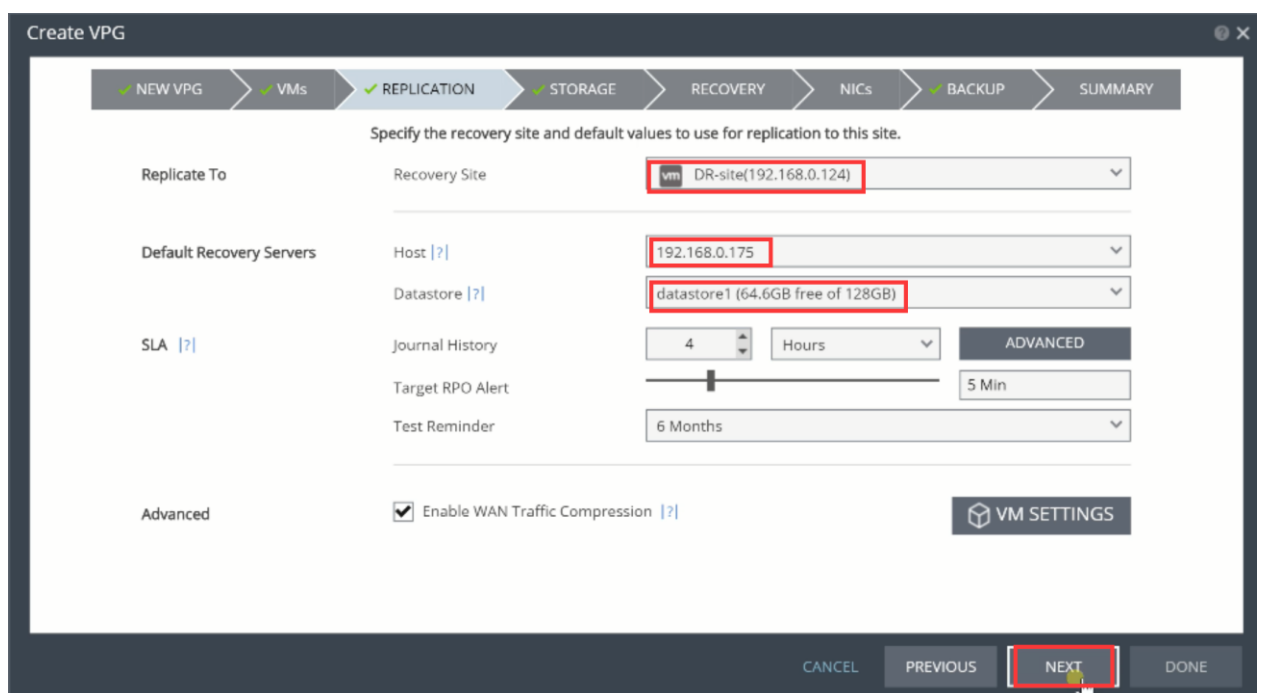 Create VPG
NEW VPG VMs REPLICATION STORAGE RECOVERY NICs BACKUP SUMMARY
Specify the recovery site and default values to use for replication to this site.
Replicate To Recovery Site vm DR-site(192.168.0.124)
Default Recovery Servers Host |?| 192.168.0.175
Datastore |?| datastore1 (64.6GB free of 128GB)
SLA |?| Journal History 4 Hours ADVANCED
Target RPO Alert 5 Min
Test Reminder 6 Months
Advanced Enable WAN Traffic Compression |?| VM SETTINGS
CANCEL PREVIOUS NEXT DONE